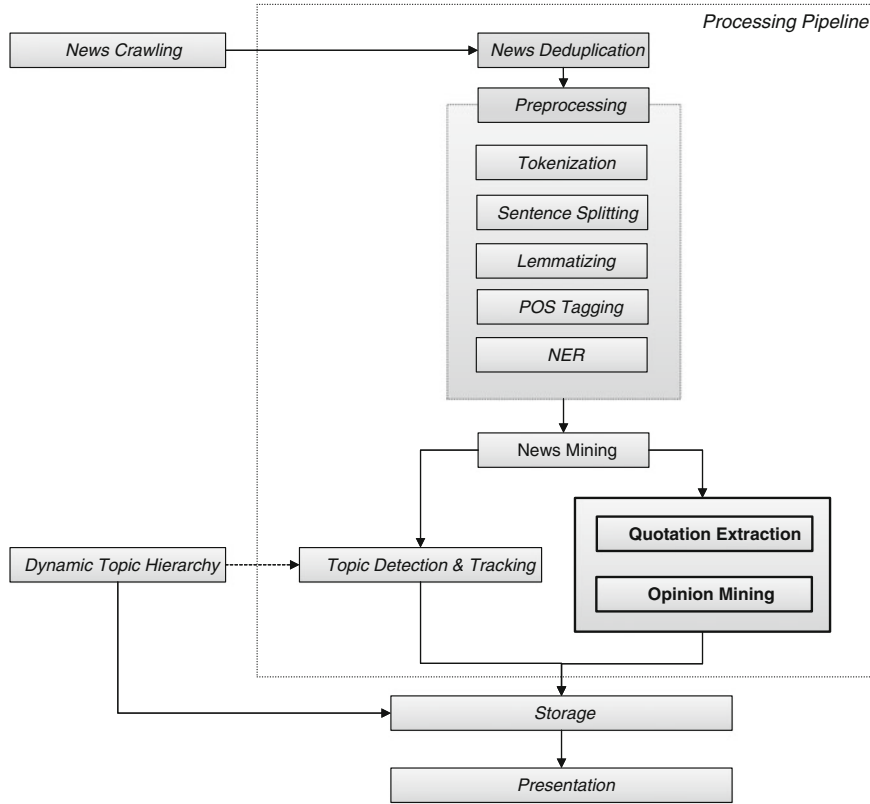 Processing Pipeline
News Crawling
News Deduplication
Preprocessing
Tokenization
Sentence Splitting
Lemmatizing
POS Tagging
NER
News Mining
Quotation Extraction
Dynamic Topic Hierarchy
Topic Detection & Tracking
Opinion Mining
Storage
Presentation